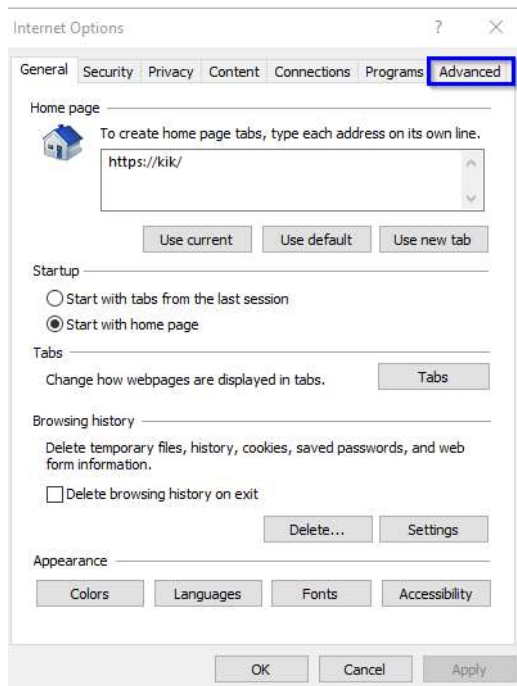 Internet Options ?
General Security Privacy Content Connections Programs Advanced
Home page
To create home page tabs, type each address on its own line.
https://kik/
Use current Use default Use new tab
Startup
Start with tabs from the last session
Start with home page
Tabs
Change how webpages are displayed in tabs. Tabs
Browsing history
Delete temporary files, history, cookies, saved passwords, and web
form information.
Delete browsing history on exit
Delete... Settings
Appearance
Colors Languages Fonts Accessibility
OK Cancel Apply